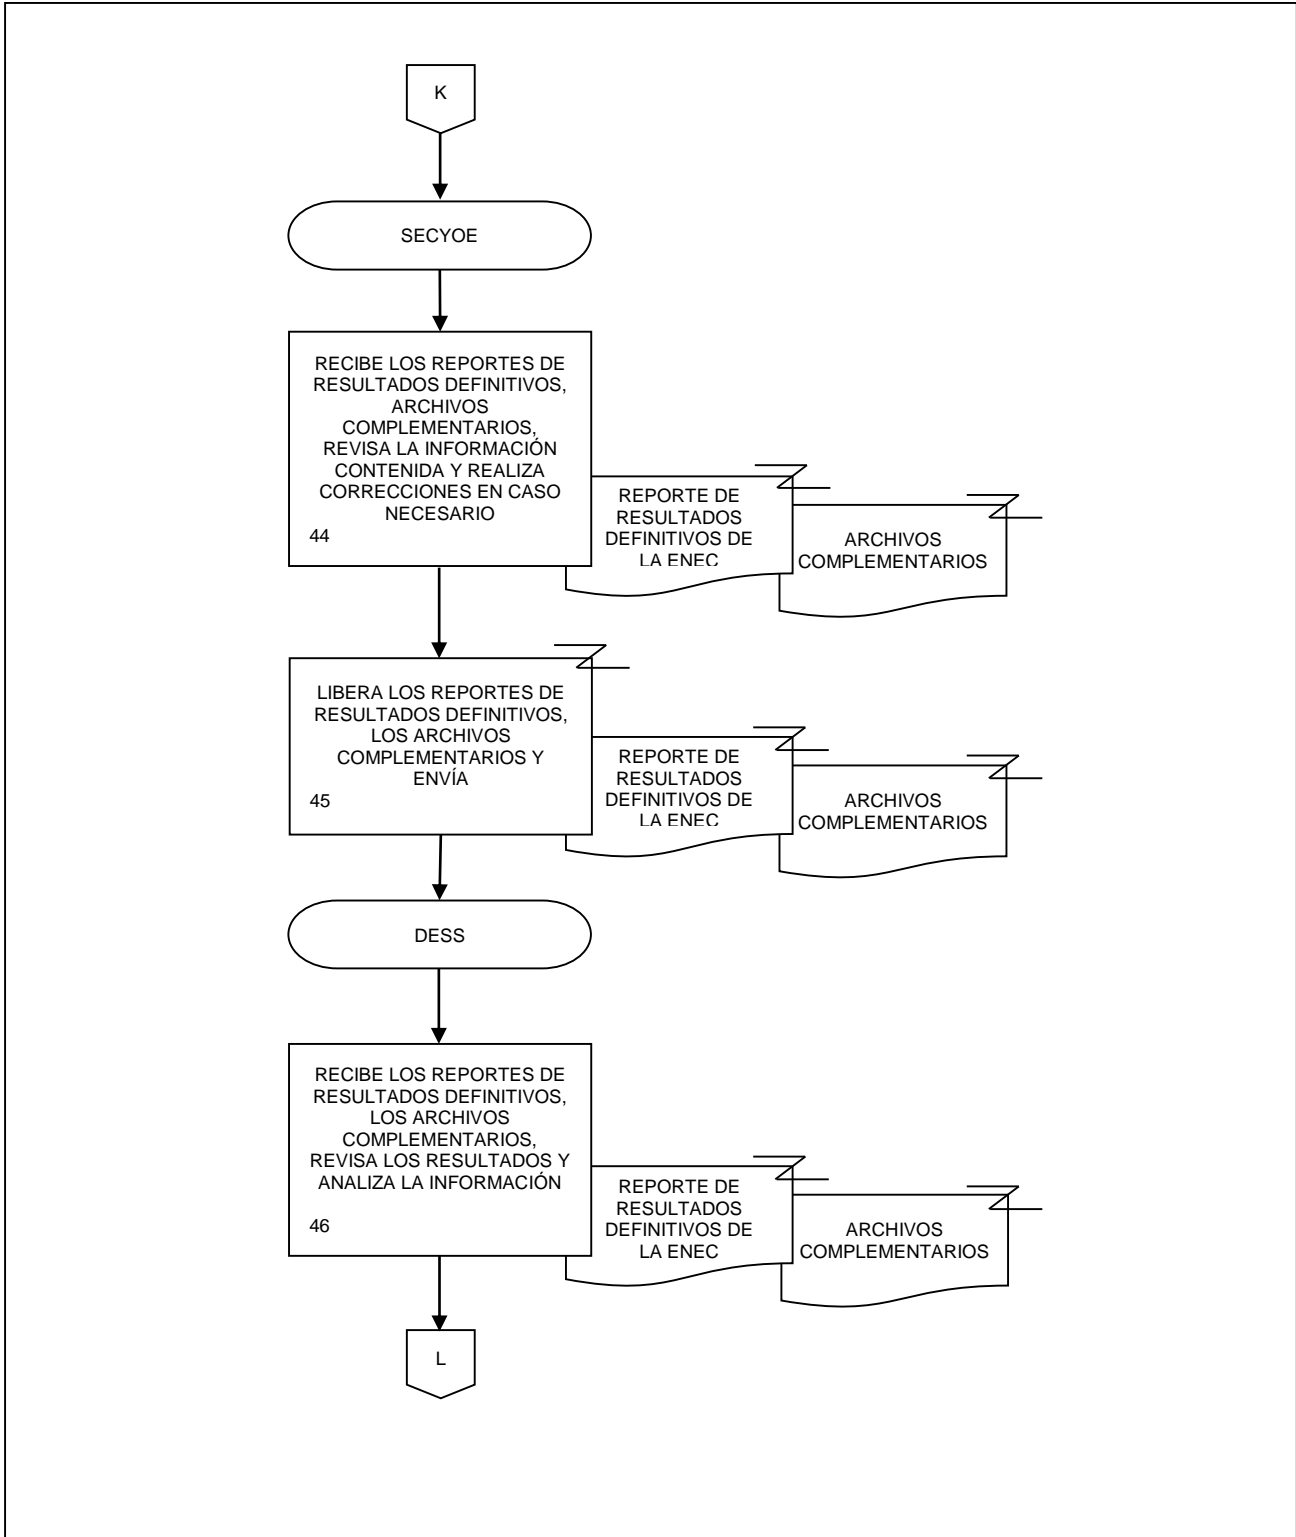 K
SECYOE
RECIBE LOS REPORTES DE
RESULTADOS DEFINITIVOS,
ARCHIVOS
COMPLEMENTARIOS,
REVISA LA INFORMACIÓN
CONTENIDA Y REALIZA
CORRECCIONES EN CASO
NECESARIO
44
REPORTE DE
RESULTADOS
DEFINITIVOS DE
LA ENEC
ARCHIVOS
COMPLEMENTARIOS
LIBERA LOS REPORTES DE
RESULTADOS DEFINITIVOS,
LOS ARCHIVOS
COMPLEMENTARIOS Y
ENVÍA
45
REPORTE DE
RESULTADOS
DEFINITIVOS DE
LA ENEC
ARCHIVOS
COMPLEMENTARIOS
DESS
RECIBE LOS REPORTES DE
RESULTADOS DEFINITIVOS,
LOS ARCHIVOS
COMPLEMENTARIOS,
REVISA LOS RESULTADOS Y
ANALIZA LA INFORMACIÓN
46
REPORTE DE
RESULTADOS
DEFINITIVOS DE
LA ENEC
ARCHIVOS
COMPLEMENTARIOS
L